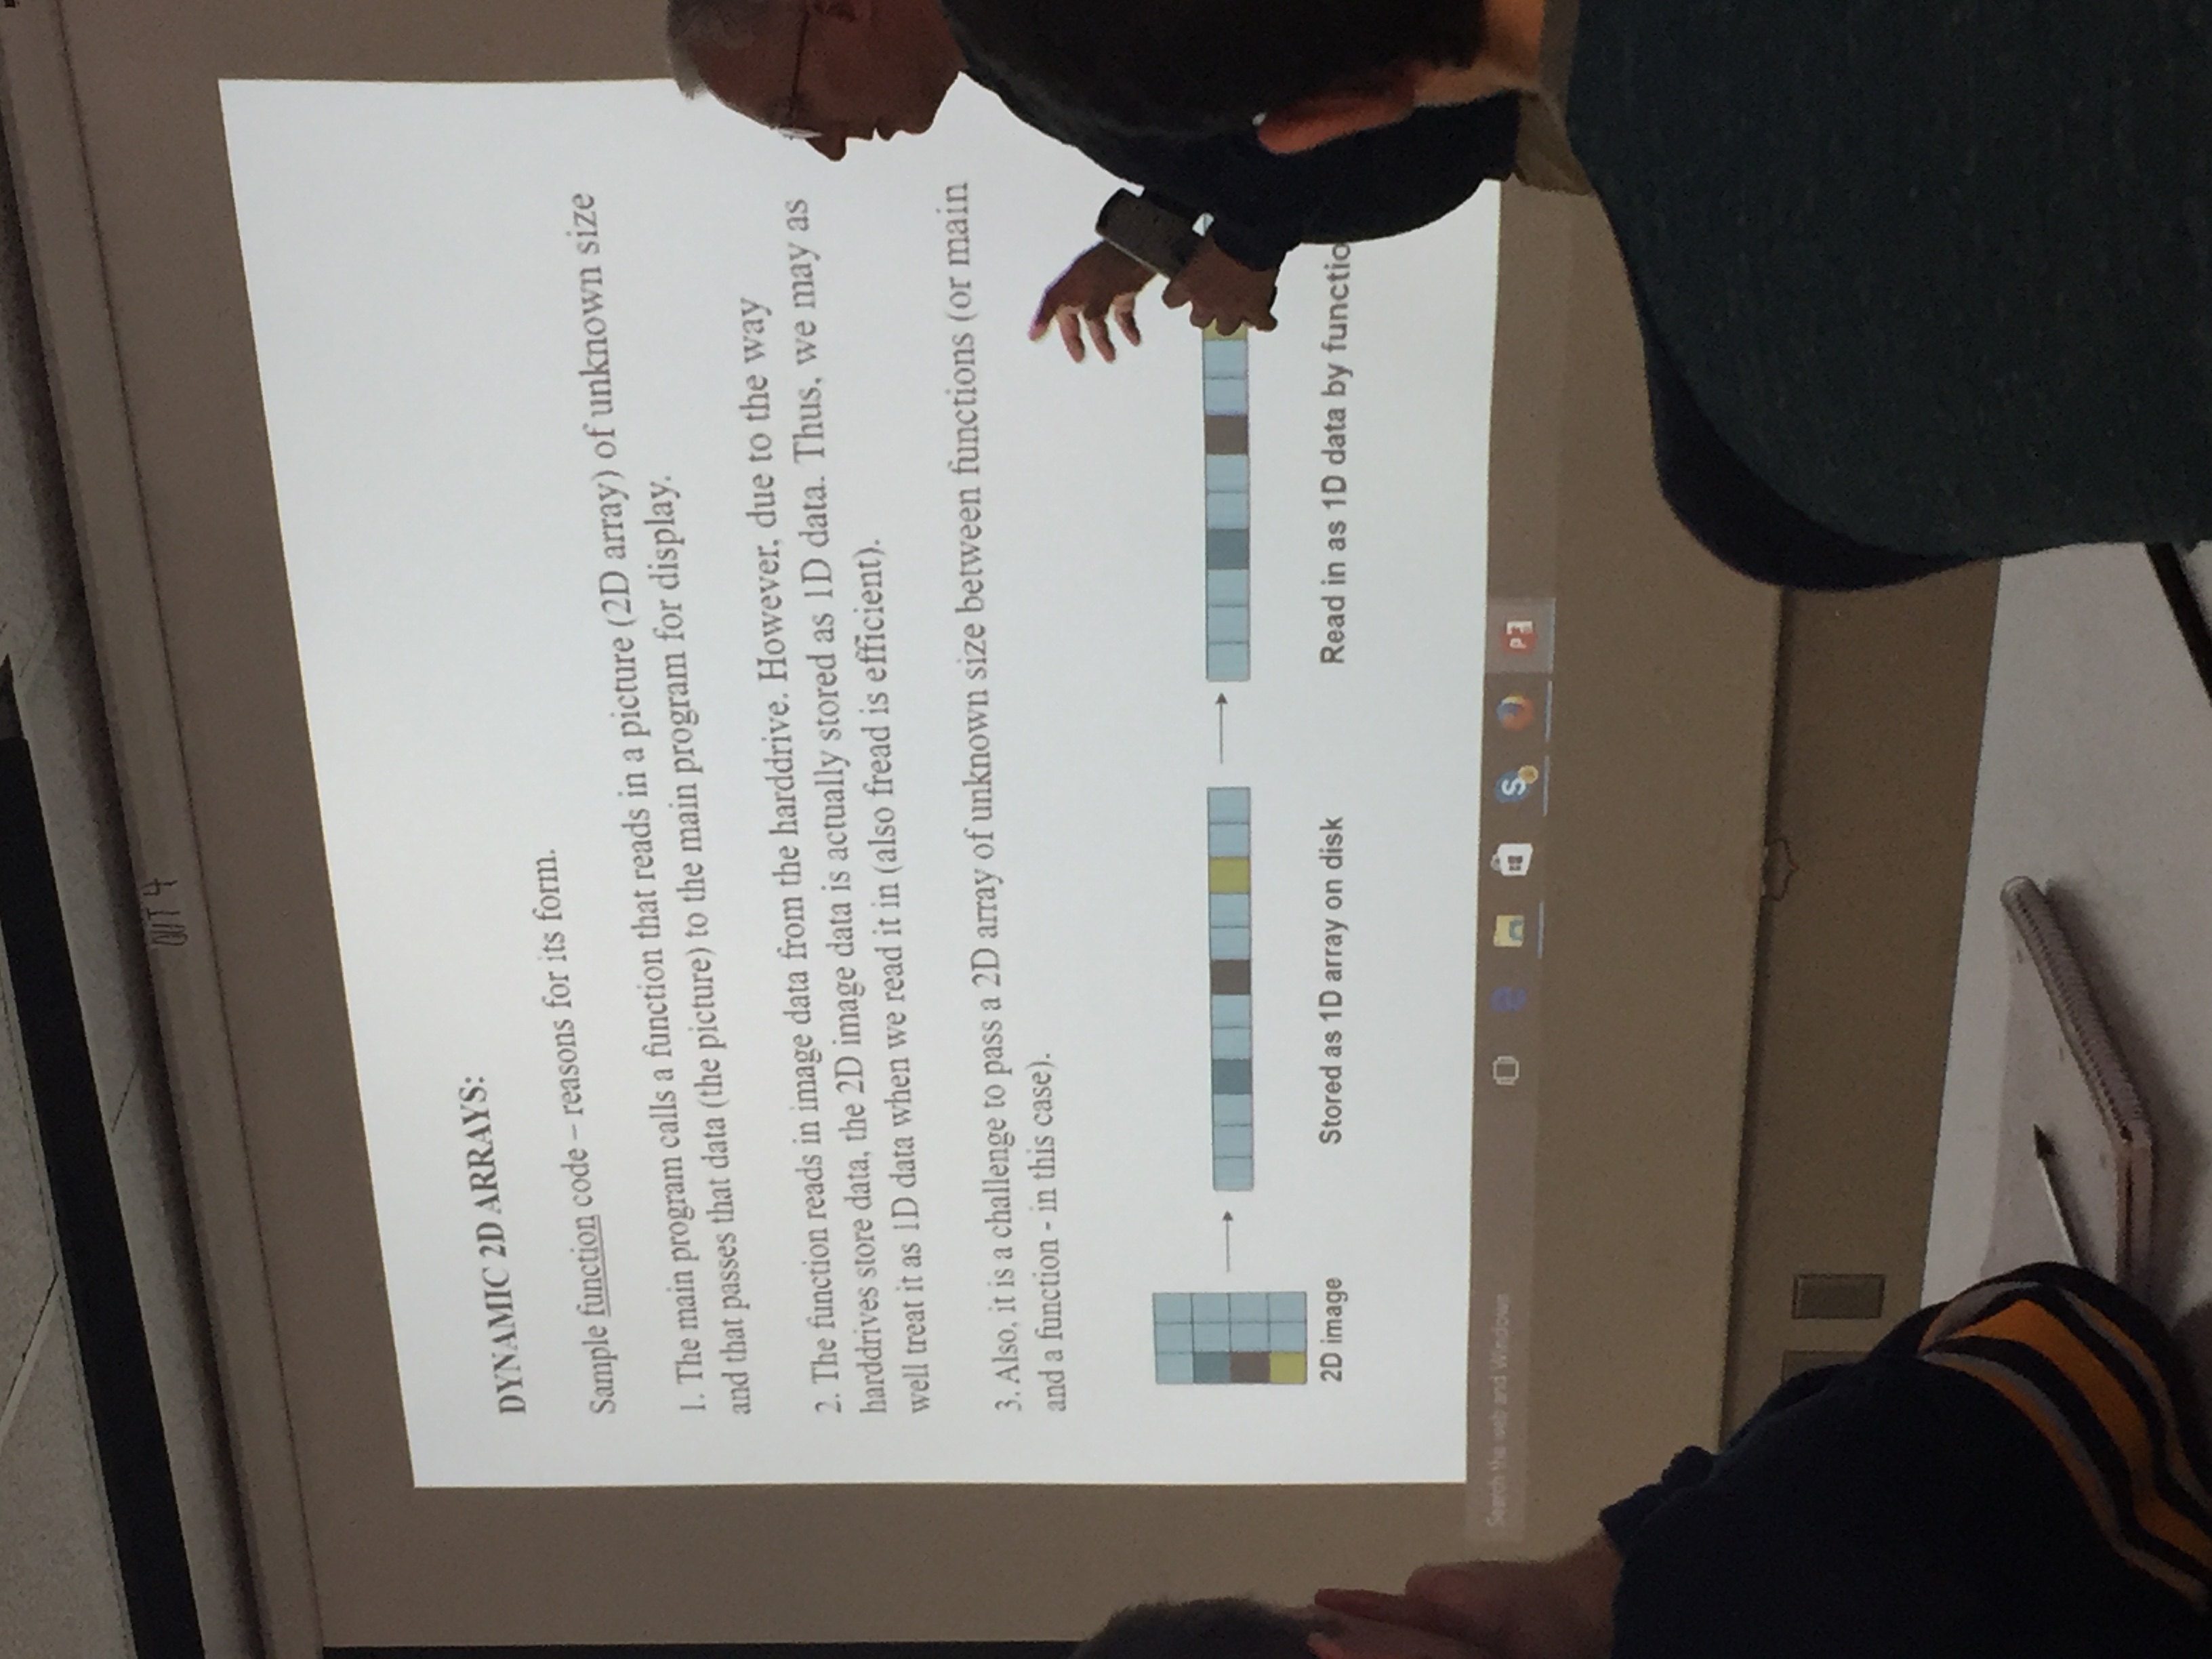 OUT 4
DYNAMIC 2D ARRAYS:
Sample function code – reasons for its form.
1. The main program calls a function that reads in a picture (2D array) of unknown size
and that passes that data (the picture) to the main program for display.
2. The function reads in image data from the harddrive. However, due to the way
harddrives store data, the 2D image data is actually stored as 1D data. Thus, we may as
well treat it as 1D data when we read it in (also fread is efficient).
3. Also, it is a challenge to pass a 2D array of unknown size between functions (or main
and a function - in this case).
2D image
Stored as 1D array on disk
Read in as 1D data by functio
Search the web and Windows